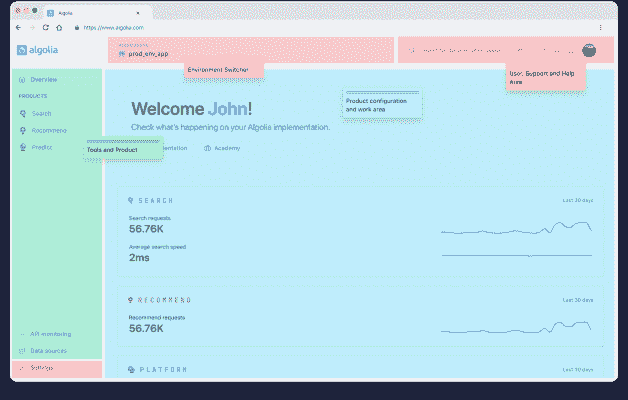 Algolia
https://www.algolia.com
algolia
prod_env_app
Environment Switcher
User, Support and Help
Area
Overview
PRODUCTS
Search
Recommend
Predict
Product configuration
and work area
Welcome John!
Check what's happening on your Algolia implementation.
Tools and Product
Academy
SEARCH
Last 30 days
Search requests
56.76K
Average search speed
2ms
RECOMMEND
Last 30 days
Recommend requests
56.76K
PLATFORM
Last 30 days
API monitoring
Data sources
Settings